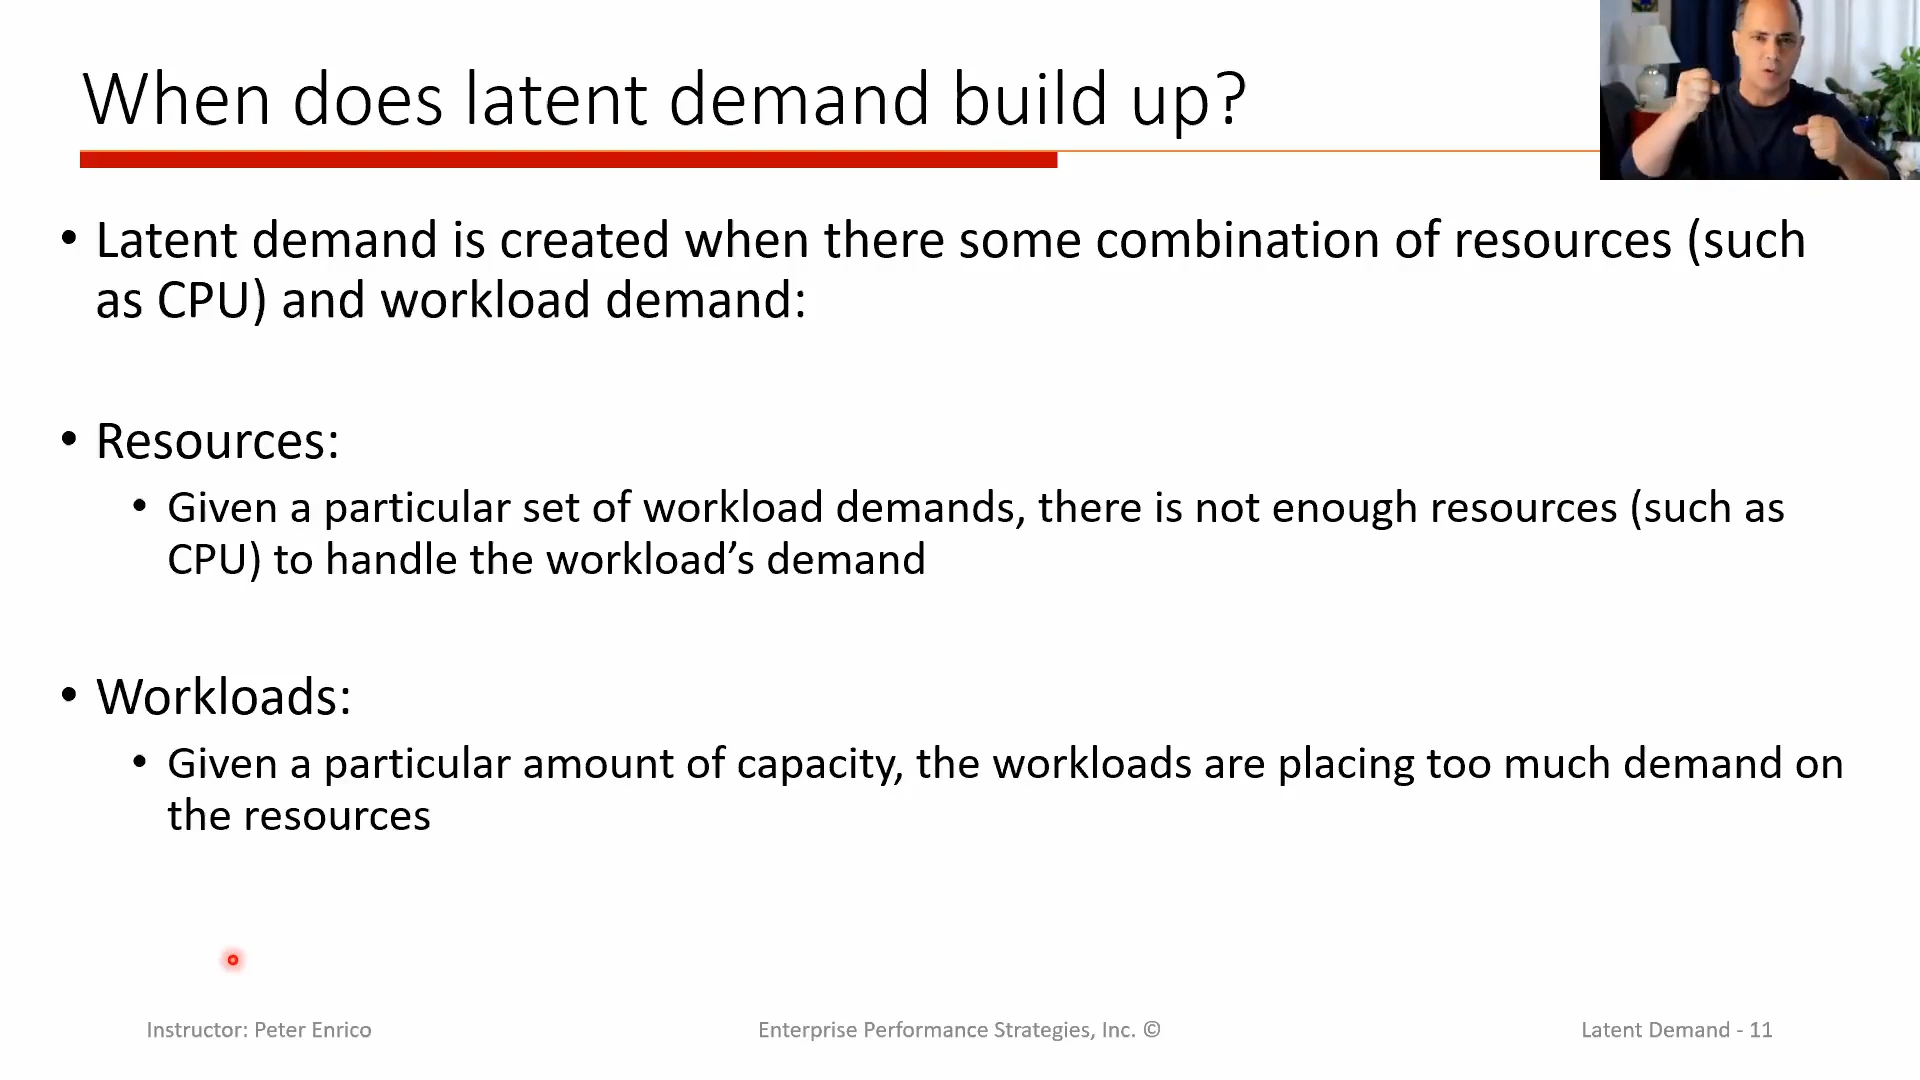 When does latent demand build up?
• Latent demand is created when there some combination of resources (such
as CPU) and workload demand:
• Resources:
• Given a particular set of workload demands, there is not enough resources (such as
CPU) to handle the workload’s demand
• Workloads:
• Given a particular amount of capacity, the workloads are placing too much demand on
the resources
Instructor: Peter Enrico
Enterprise Performance Strategies, Inc. ©
Latent Demand - 11